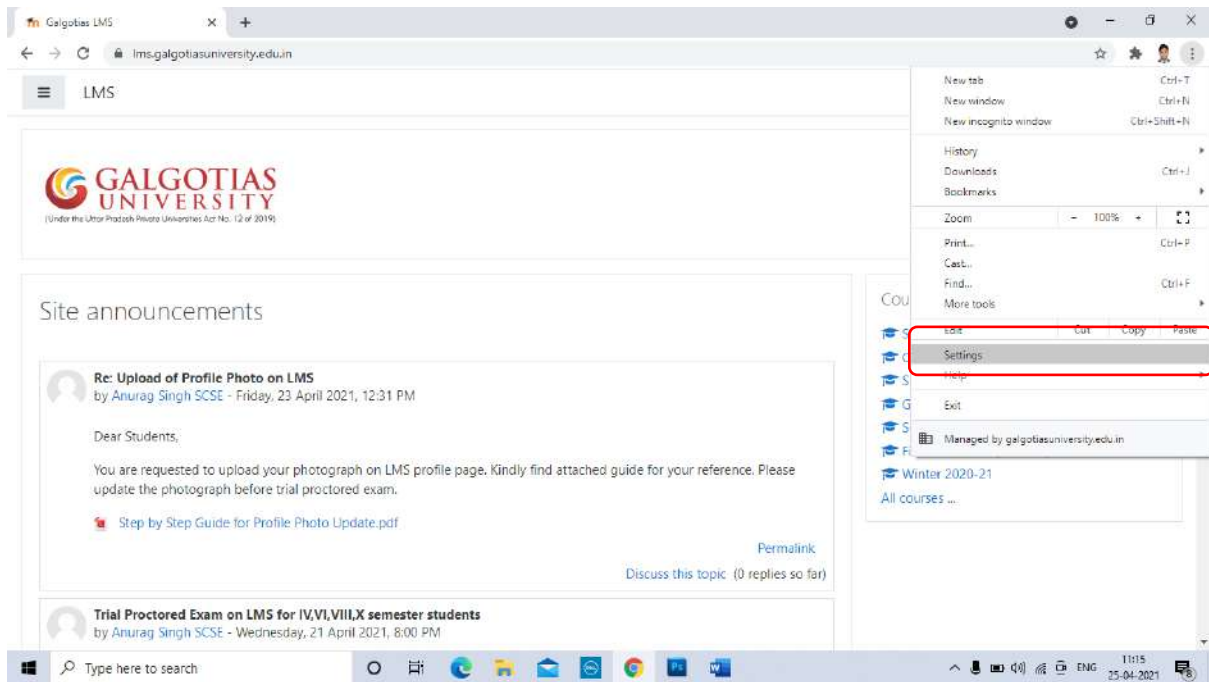 Galgotias LMS
lms.galgotiasuniversity.edu.in
LMS
GALGOTIAS
UNIVERSITY
(Under the Uttar Pradesh Private Universities Act No. 12 of 2019)
Site announcements
Re: Upload of Profile Photo on LMS
by Anurag Singh SCSE - Friday, 23 April 2021, 12:31 PM
Dear Students,
You are requested to upload your photograph on LMS profile page. Kindly find attached guide for your reference. Please
update the photograph before trial proctored exam.
Step by Step Guide for Profile Photo Update.pdf
Permalink
Discuss this topic (0 replies so far)
Trial Proctored Exam on LMS for IV,VI,VIII,X semester students
by Anurag Singh SCSE - Wednesday, 21 April 2021, 8:00 PM
Cou
S
C
S
G
S
F
Winter 2020-21
All courses ...
New tab Ctrl+T
New window Ctrl+N
New incognito window Ctrl+Shift+N
History
Downloads Ctrl+J
Bookmarks
Zoom - 100% +
Print... Ctrl+P
Cast...
Find... Ctrl+F
More tools
Edit Cut Copy Paste
Settings
Help
Exit
Managed by galgotiasuniversity.edu.in
Type here to search
ENG
11:15
25-04-2021
8